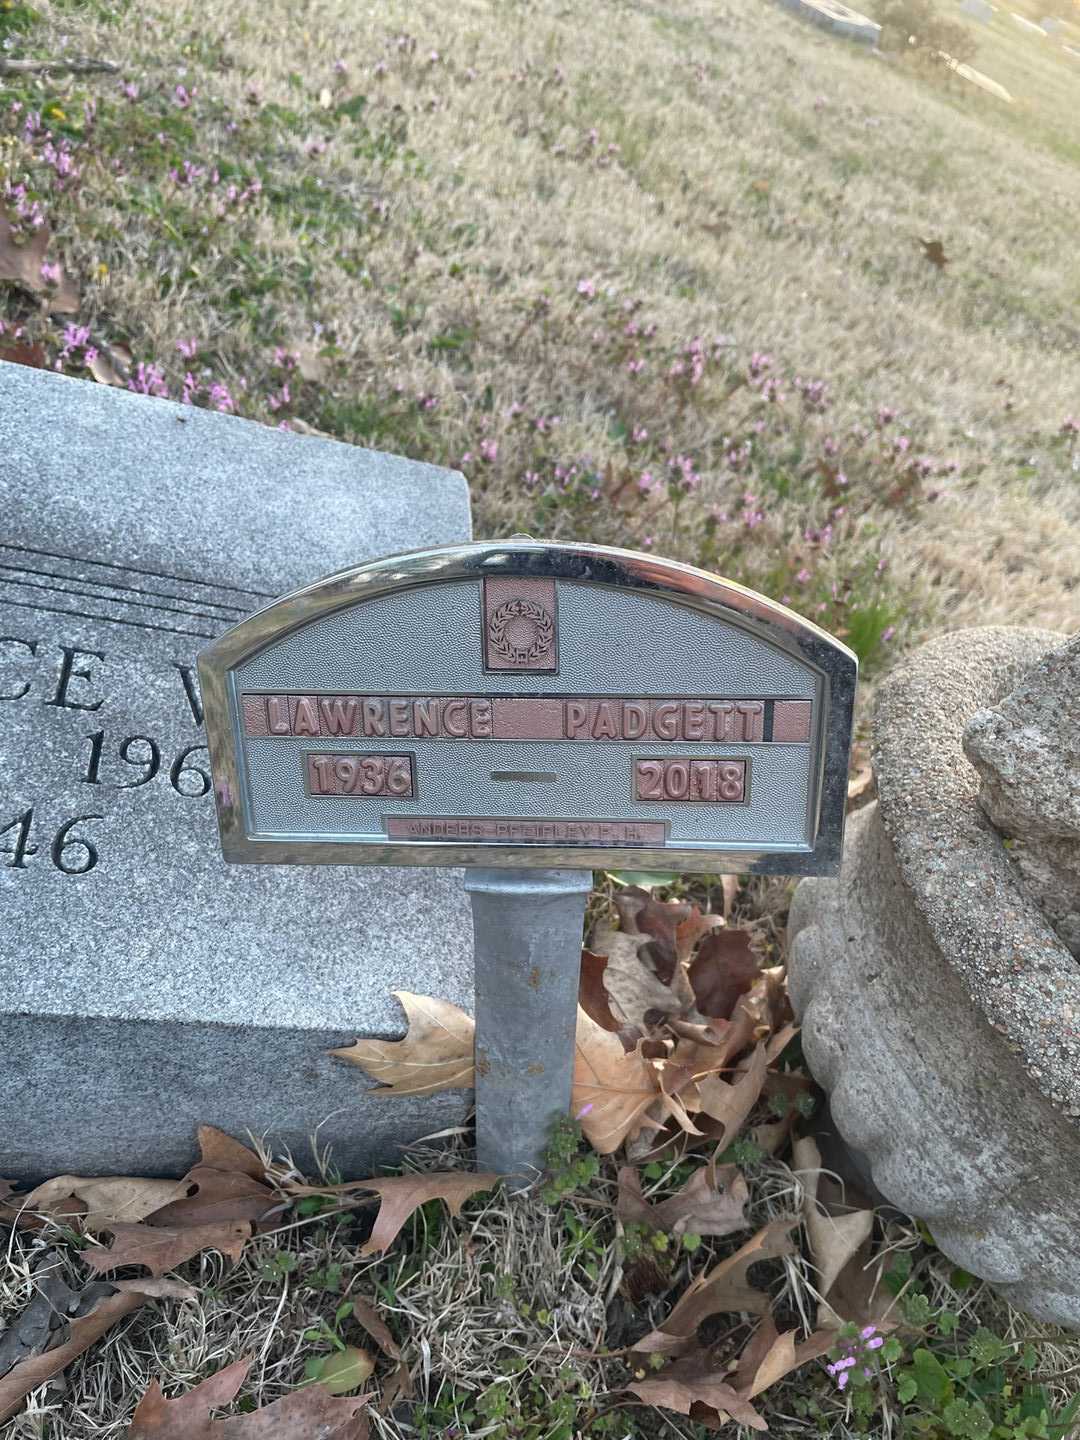 LAWRENCE PADGETT
1936 – 2018
CE W
196
46